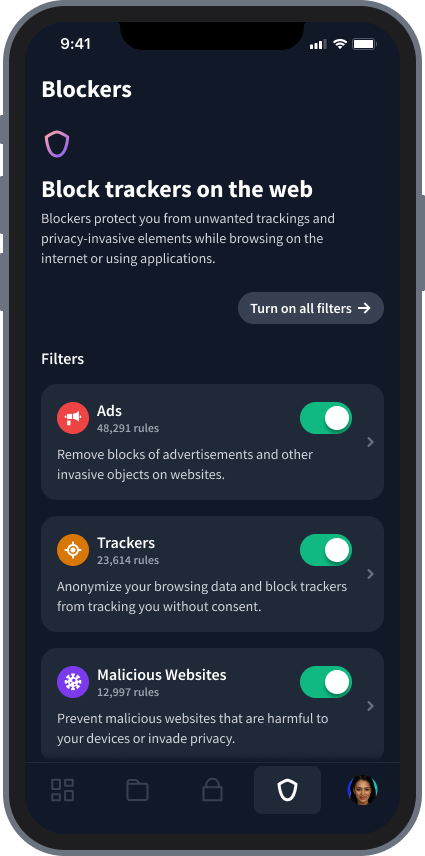 9:41
Blockers
Block trackers on the web
Blockers protect you from unwanted trackings and
privacy-invasive elements while browsing on the
internet or using applications.
Turn on all filters →
Filters
Ads
48,291 rules
Remove blocks of advertisements and other
invasive objects on websites.
Trackers
23,614 rules
Anonymize your browsing data and block trackers
from tracking you without consent.
Malicious Websites
12,997 rules
Prevent malicious websites that are harmful to
your devices or invade privacy.